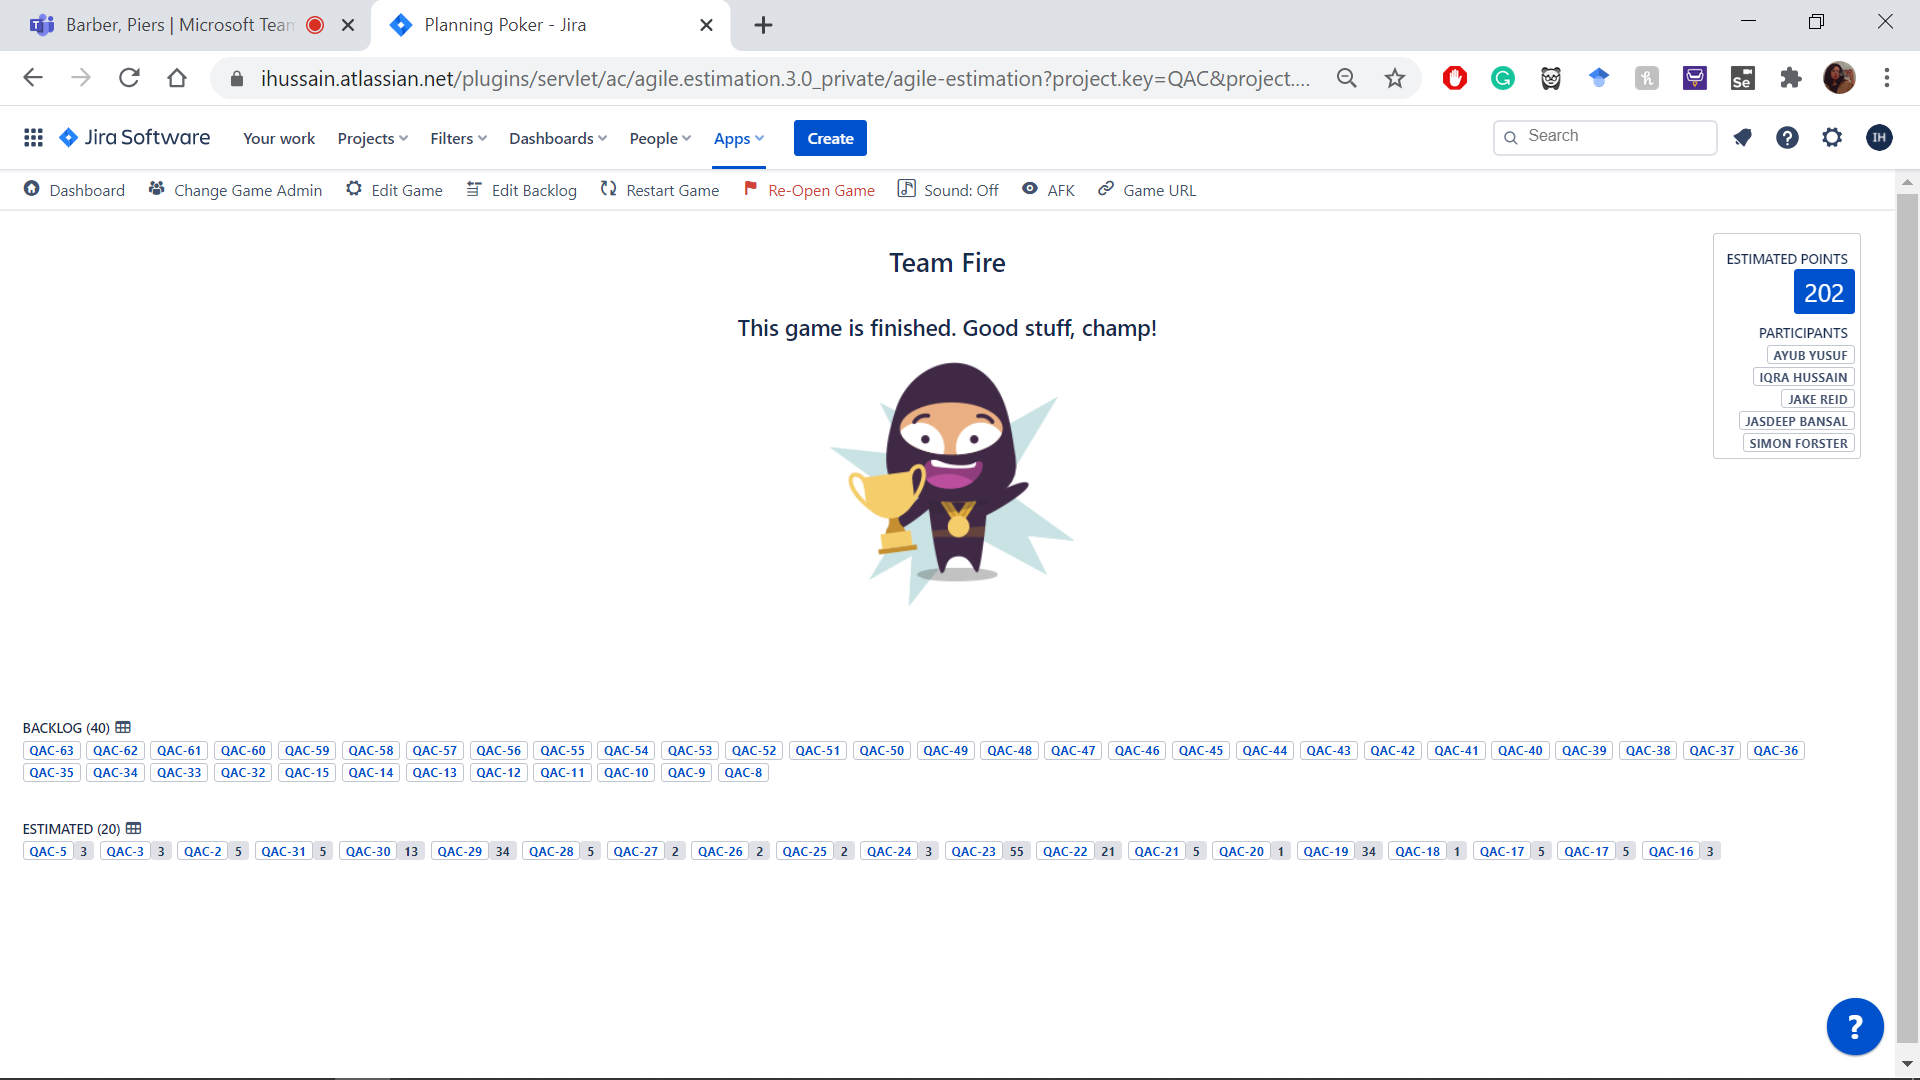 Barber, Piers | Microsoft Team
Planning Poker - Jira
ihussain.atlassian.net/plugins/servlet/ac/agile.estimation.3.0_private/agile-estimation?project.key=QAC&project....
Jira Software Your work Projects Filters Dashboards People Apps Create Search IH
Dashboard Change Game Admin Edit Game Edit Backlog Restart Game Re-Open Game Sound: Off AFK Game URL
Team Fire
This game is finished. Good stuff, champ!
ESTIMATED POINTS
202
PARTICIPANTS
AYUB YUSUF
IQRA HUSSAIN
JAKE REID
JASDEEP BANSAL
SIMON FORSTER
BACKLOG (40)
QAC-63 QAC-62 QAC-61 QAC-60 QAC-59 QAC-58 QAC-57 QAC-56 QAC-55 QAC-54 QAC-53 QAC-52 QAC-51 QAC-50 QAC-49 QAC-48 QAC-47 QAC-46 QAC-45 QAC-44 QAC-43 QAC-42 QAC-41 QAC-40 QAC-39 QAC-38 QAC-37 QAC-36
QAC-35 QAC-34 QAC-33 QAC-32 QAC-15 QAC-14 QAC-13 QAC-12 QAC-11 QAC-10 QAC-9 QAC-8
ESTIMATED (20)
QAC-5 3 QAC-3 3 QAC-2 5 QAC-31 5 QAC-30 13 QAC-29 34 QAC-28 5 QAC-27 2 QAC-26 2 QAC-25 2 QAC-24 3 QAC-23 55 QAC-22 21 QAC-21 5 QAC-20 1 QAC-19 34 QAC-18 1 QAC-17 5 QAC-17 5 QAC-16 3
?